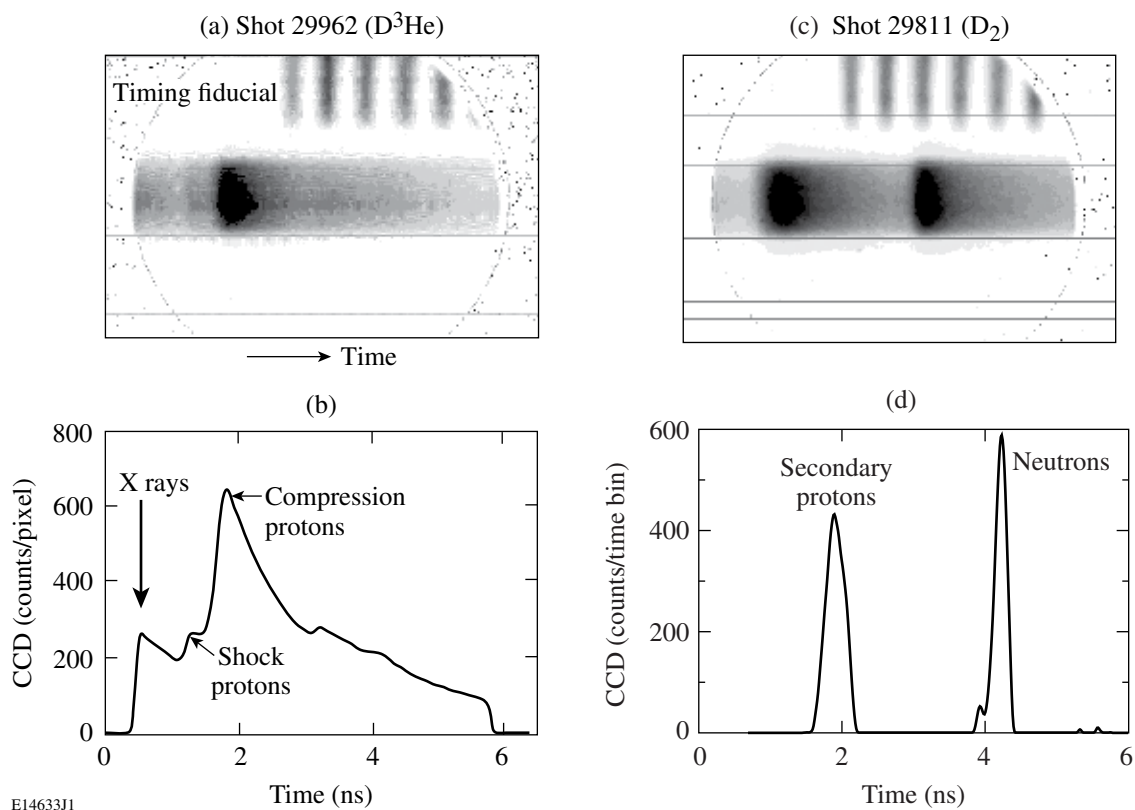 (a) Shot 29962 (D³He)
Timing fiducial
Time
(c) Shot 29811 (D₂)
(b)
CCD (counts/pixel)
800
600
400
200
0
X rays
Compression
protons
Shock
protons
0 2 4 6
Time (ns)
(d)
CCD (counts/time bin)
600
400
200
0
Secondary
protons
Neutrons
0 2 4 6
Time (ns)
E14633J1